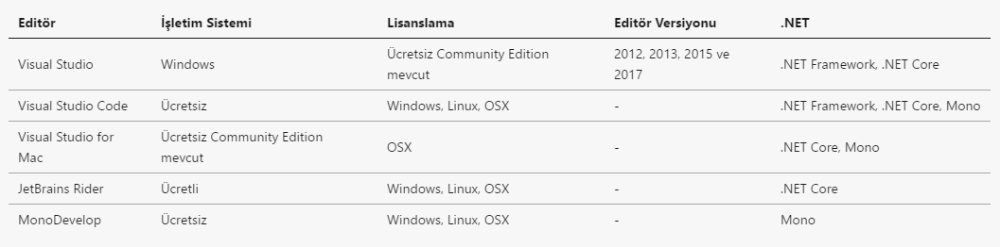 Editör İşletim Sistemi Lisanslama Editör Versiyonu .NET
Visual Studio Windows Ücretsiz Community Edition mevcut 2012, 2013, 2015 ve 2017 .NET Framework, .NET Core
Visual Studio Code Ücretsiz Windows, Linux, OSX - .NET Framework, .NET Core, Mono
Visual Studio for Mac Ücretsiz Community Edition mevcut OSX - .NET Core, Mono
JetBrains Rider Ücretli Windows, Linux, OSX - .NET Core
MonoDevelop Ücretsiz Windows, Linux, OSX - Mono